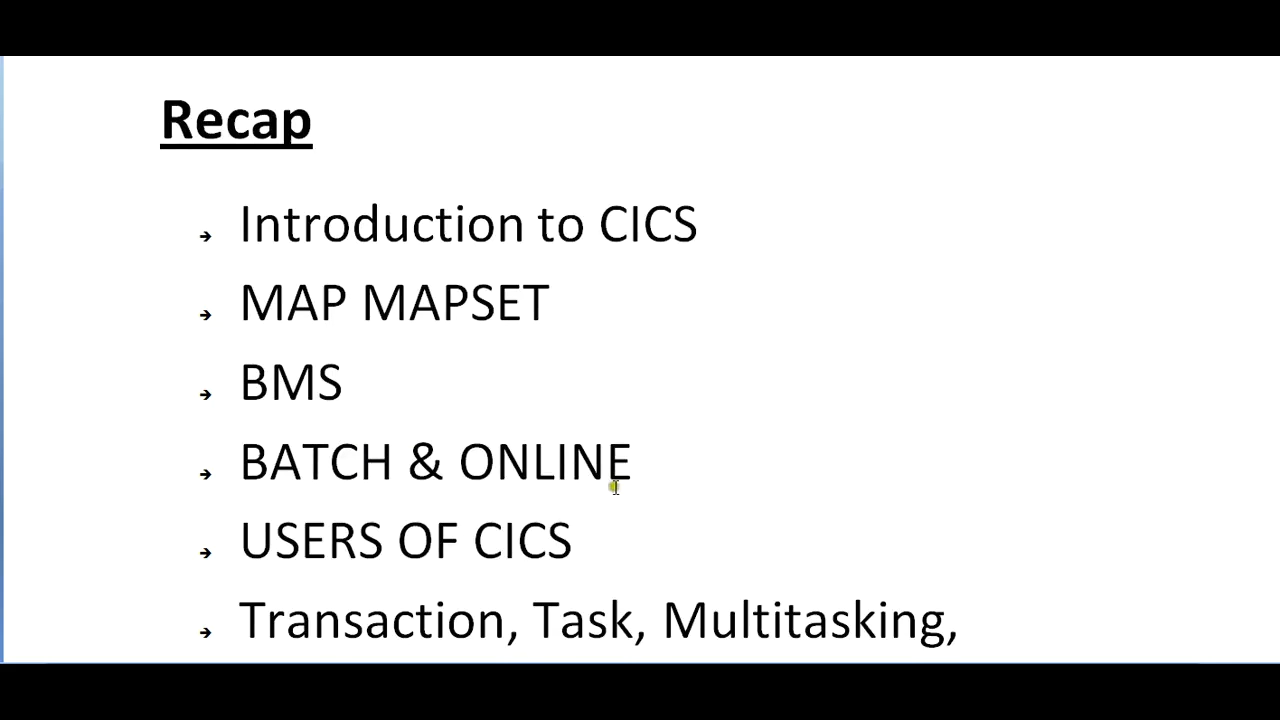 Recap
→ Introduction to CICS
→ MAP MAPSET
→ BMS
→ BATCH & ONLINE
→ USERS OF CICS
→ Transaction, Task, Multitasking,